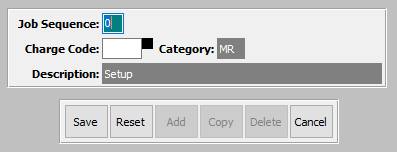 Job Sequence: 0
Charge Code: Category: MR
Description: Setup
Save Reset Add Copy Delete Cancel